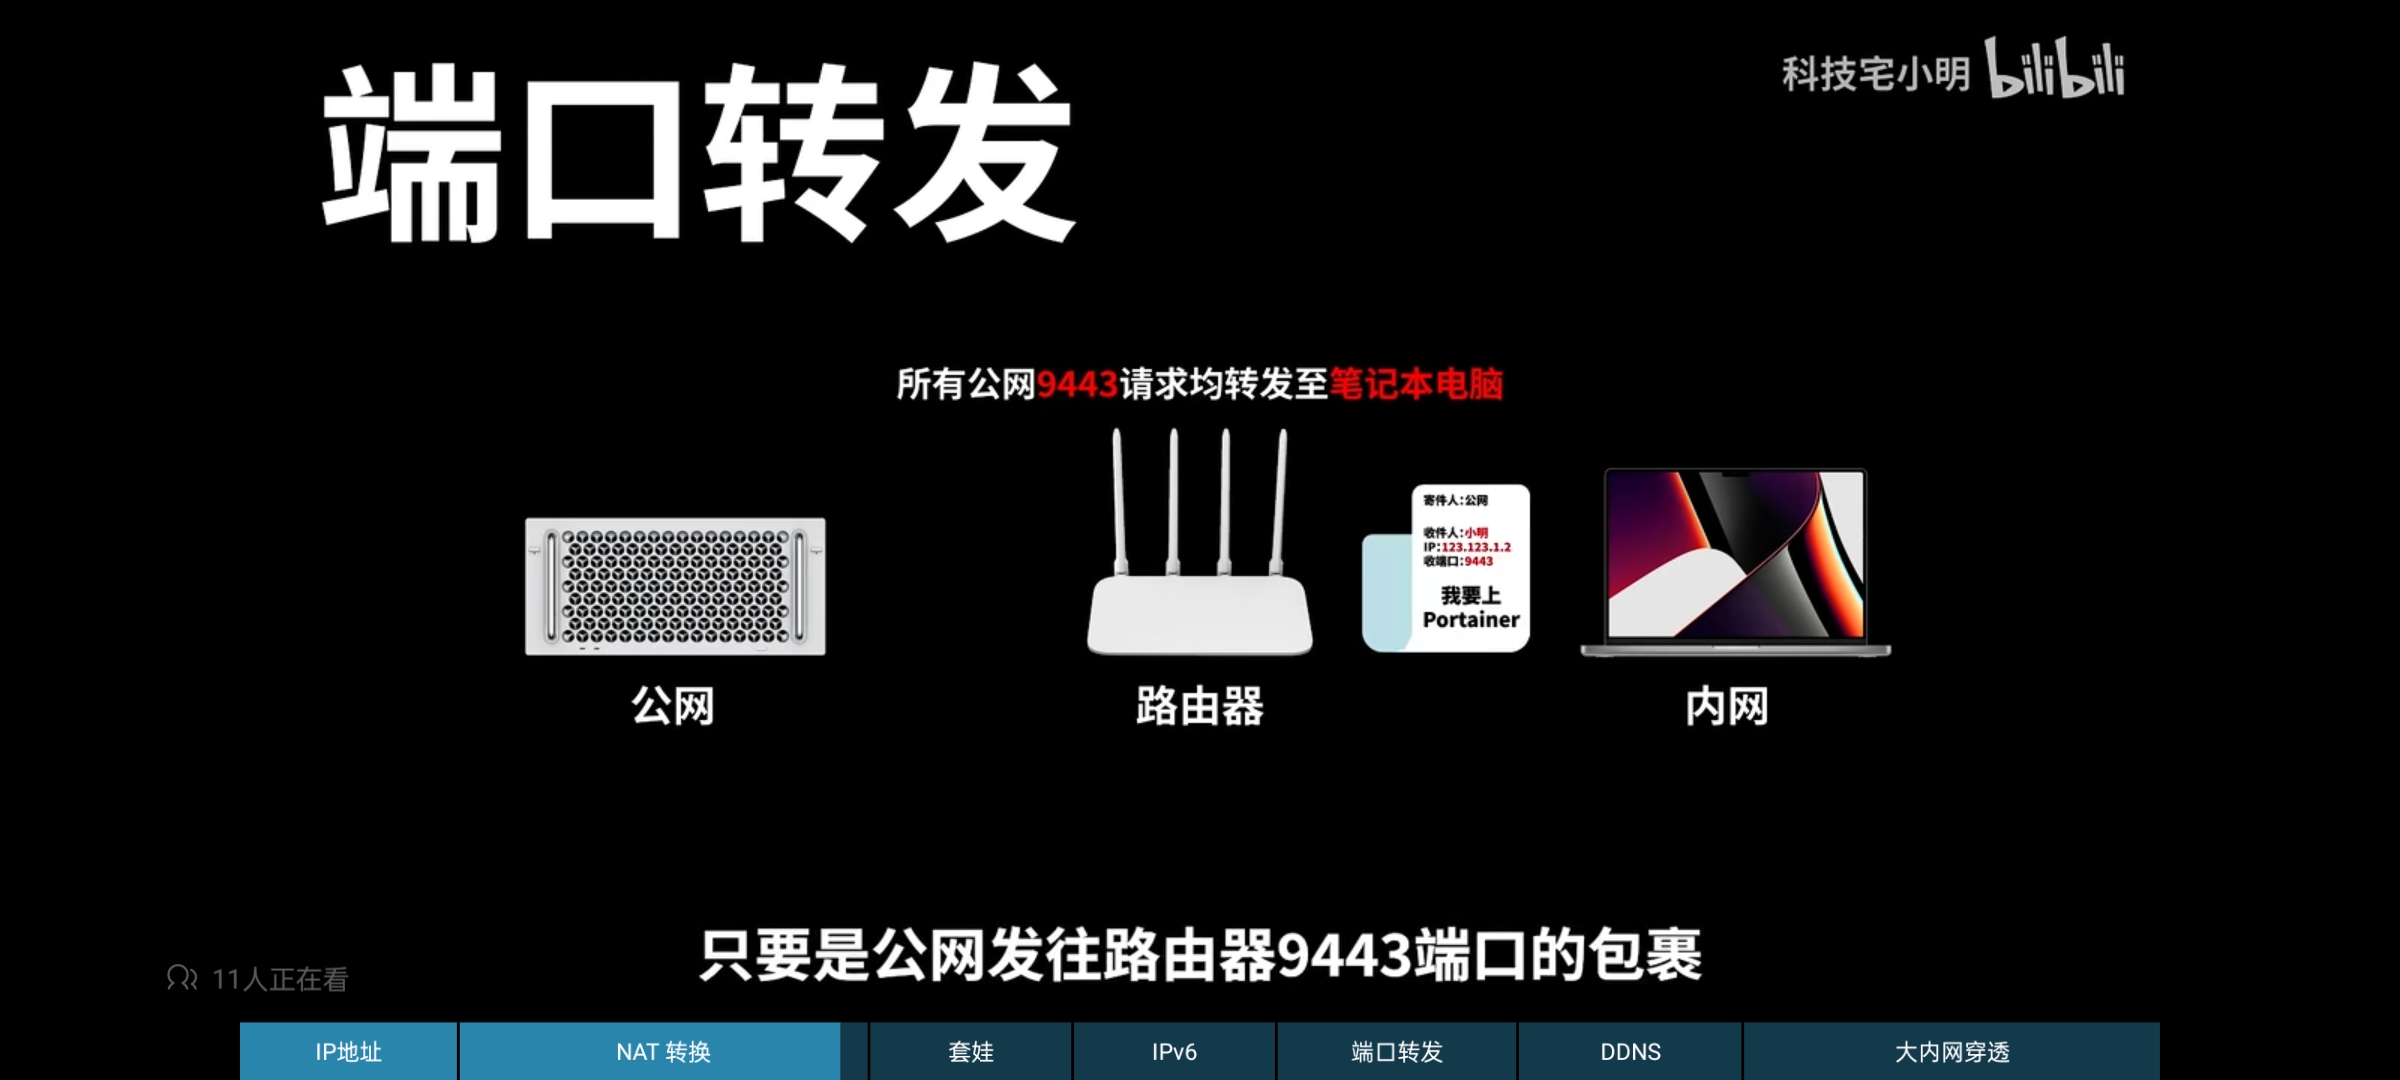 端口转发
科技宅小明 bilibili
所有公网9443请求均转发至笔记本电脑
寄件人:公网
收件人:小明
IP:123.123.1.2
收端口:9443
我要上
Portainer
公网
路由器
内网
只要是公网发往路由器9443端口的包裹
11人正在看
IP地址
NAT 转换
套娃
IPv6
端口转发
DDNS
大内网穿透